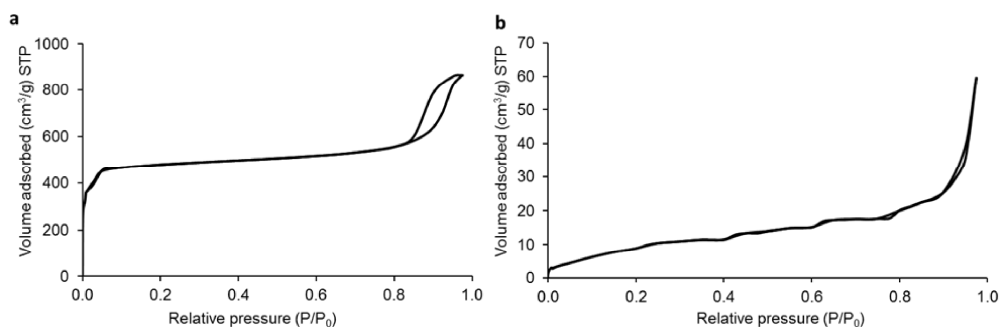 a
Volume adsorbed (cm³/g) STP
1000
800
600
400
200
0
0.0 0.2 0.4 0.6 0.8 1.0
Relative pressure (P/P₀)
b
Volume adsorbed (cm³/g) STP
70
60
50
40
30
20
10
0
0.0 0.2 0.4 0.6 0.8 1.0
Relative pressure (P/P₀)